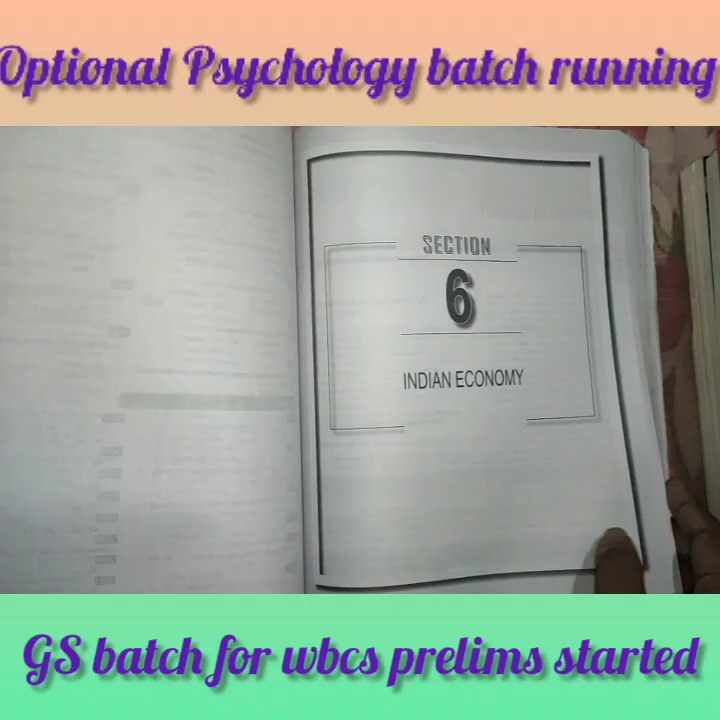 Optional Psychology batch running
SECTION
6
INDIAN ECONOMY
GS batch for wbcs prelims started